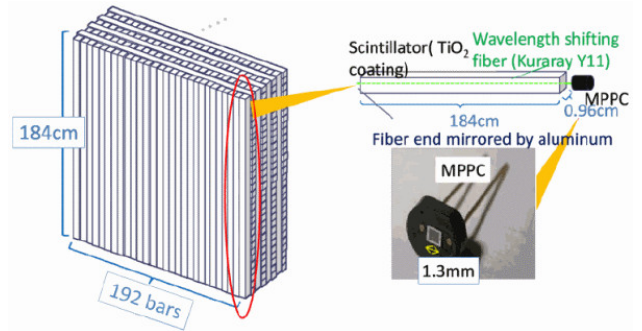 184cm
192 bars
Scintillator( TiO2
coating)
Wavelength shifting
fiber (Kuraray Y11)
MPPC
184cm
0.96cm
Fiber end mirrored by aluminum
MPPC
1.3mm